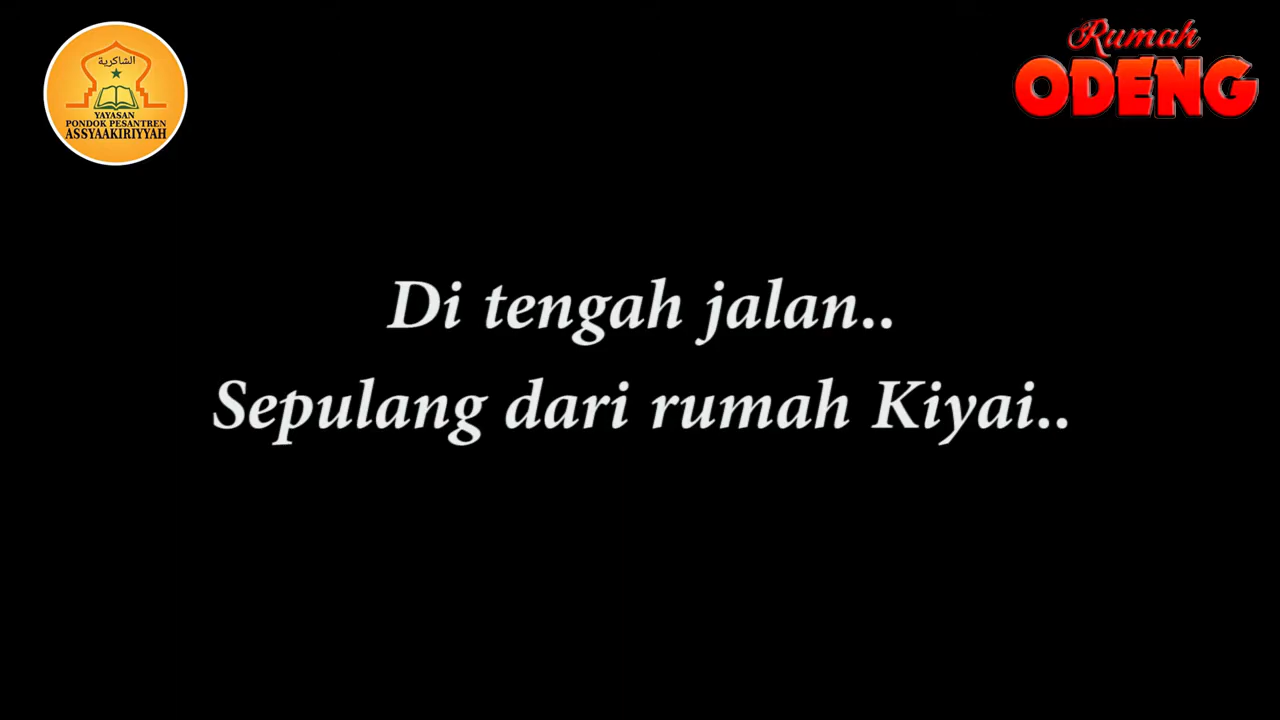 الشاكرية
YAYASAN
PONDOK PESANTREN
ASSYAAKIRIYYAH
Rumah
ODENG
Di tengah jalan..
Sepulang dari rumah Kiyai..